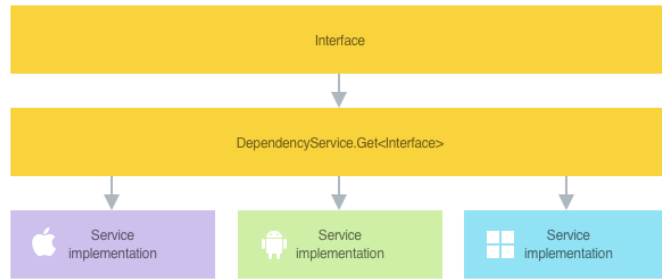 Interface
DependencyService.Get<Interface>
Service
implementation
Service
implementation
Service
implementation